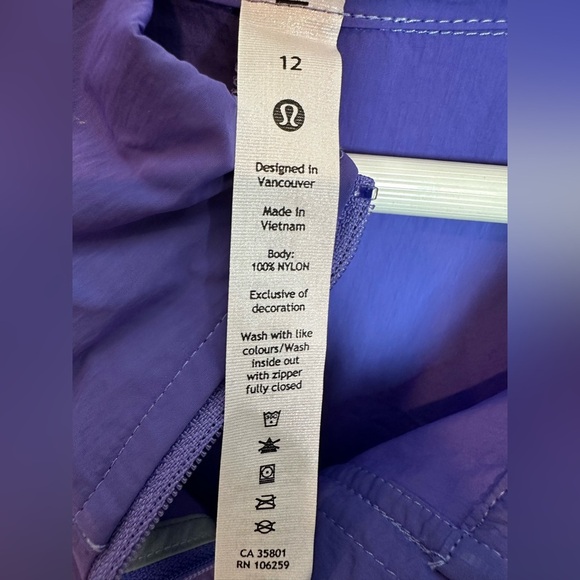 12
Designed in
Vancouver
Made in
Vietnam
Body:
100% NYLON
Exclusive of
decoration
Wash with like
colours/Wash
inside out
with zipper
fully closed
CA 35801
RN 106259